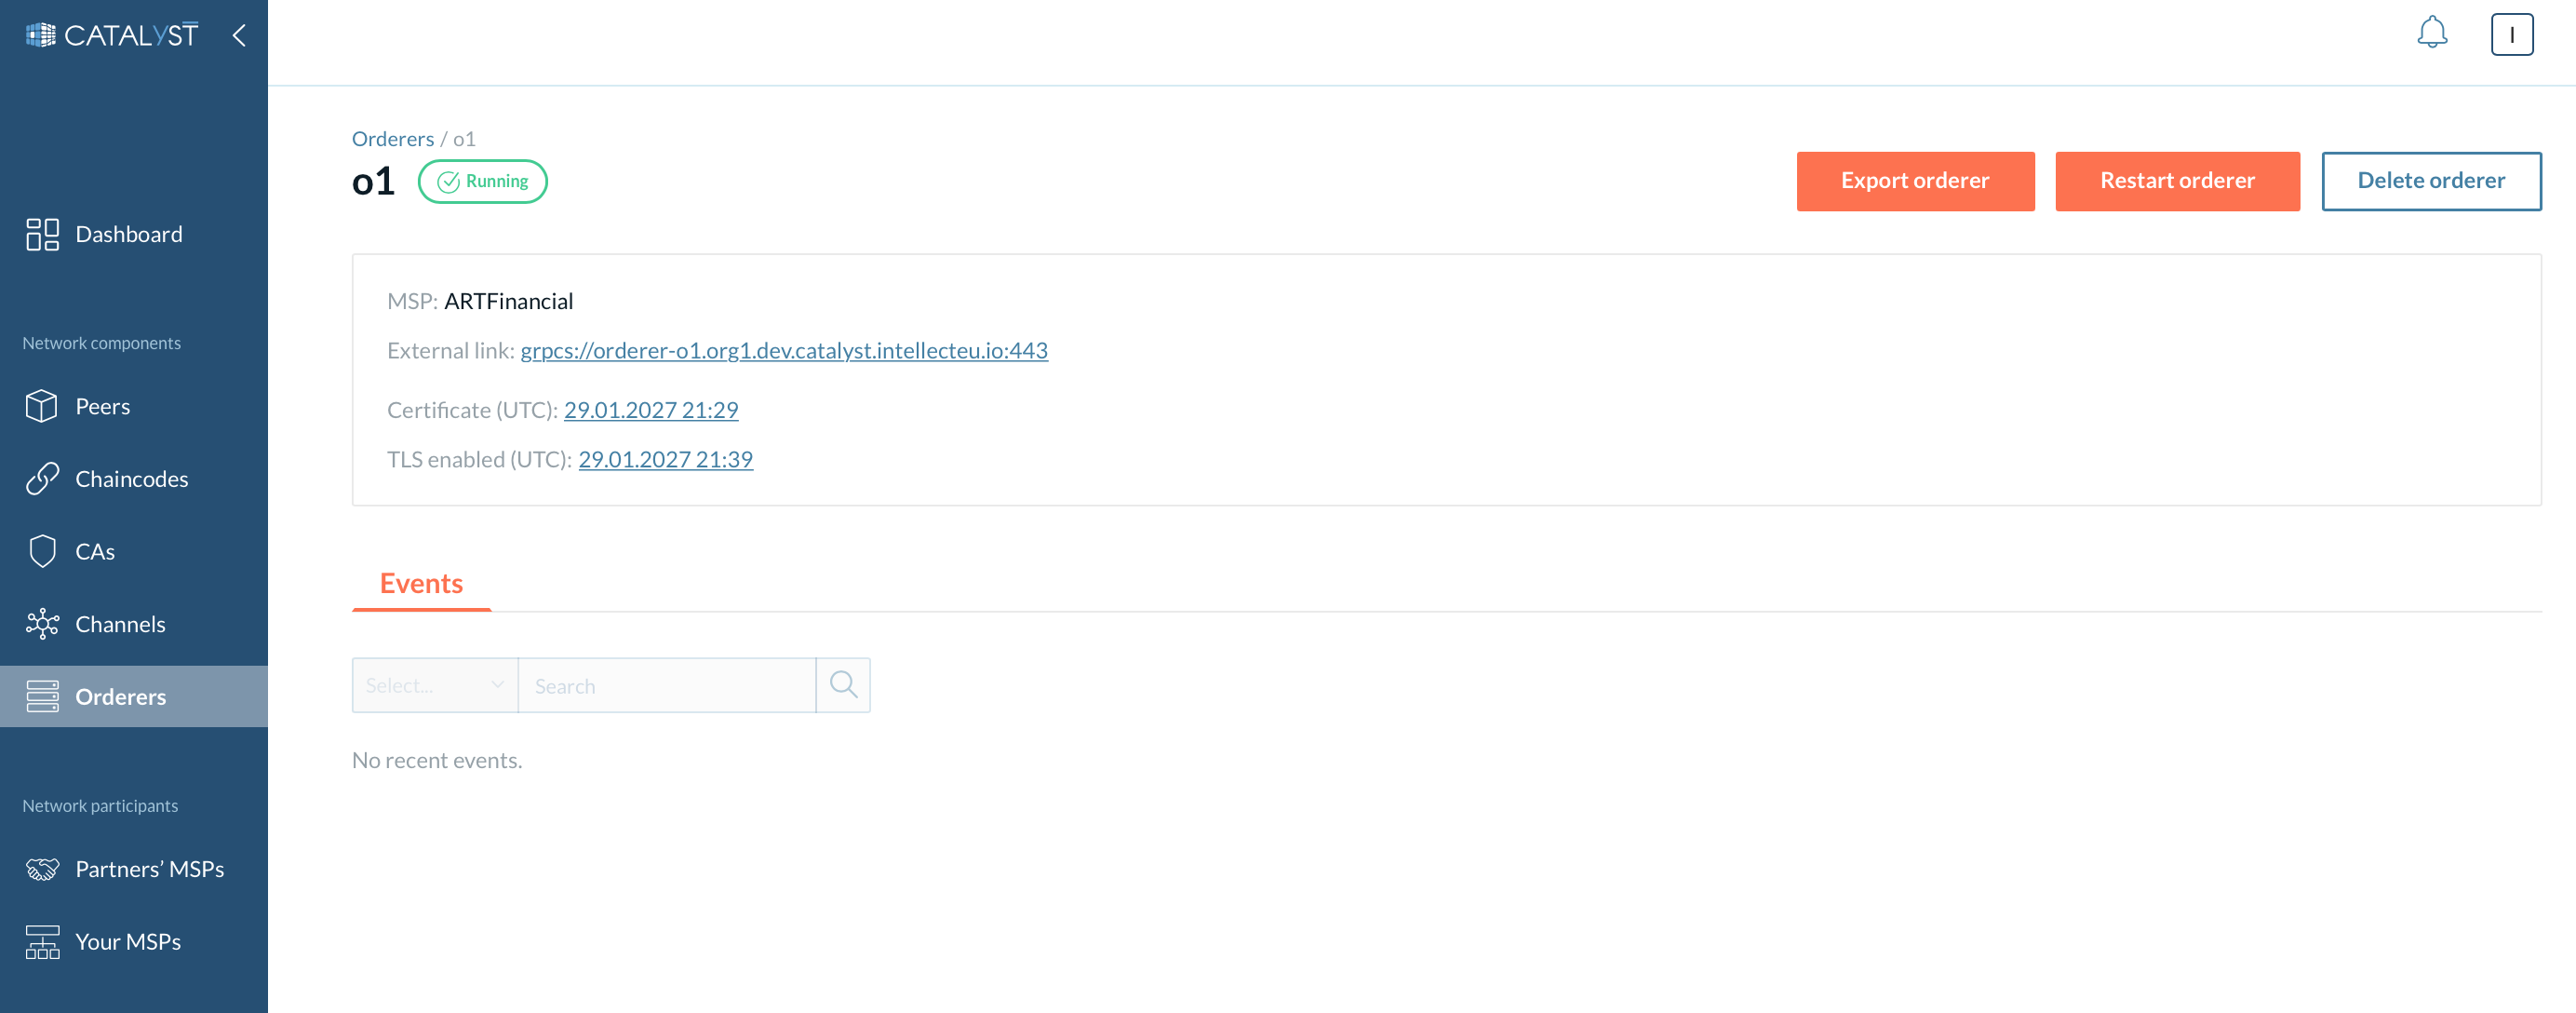 CATALYST
I
Dashboard
Network components
Peers
Chaincodes
CAs
Channels
Orderers
Network participants
Partners’ MSPs
Your MSPs
Orderers / o1
o1 Running
Export orderer
Restart orderer
Delete orderer
MSP: ARTFinancial
External link: grpcs://orderer-o1.org1.dev.catalyst.intellecteu.io:443
Certificate (UTC): 29.01.2027 21:29
TLS enabled (UTC): 29.01.2027 21:39
Events
Select... Search
No recent events.